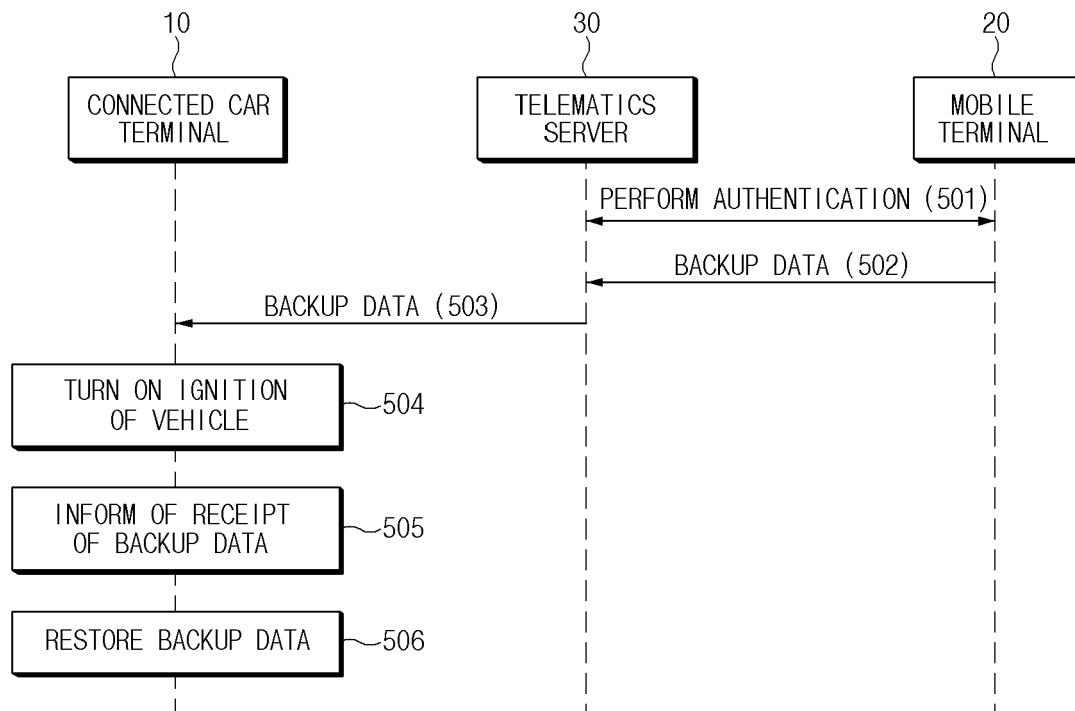 10
30
20
CONNECTED CAR
TERMINAL
TELEMATICS
SERVER
MOBILE
TERMINAL
PERFORM AUTHENTICATION (501)
BACKUP DATA (502)
BACKUP DATA (503)
TURN ON IGNITION
OF VEHICLE
504
INFORM OF RECEIPT
OF BACKUP DATA
505
RESTORE BACKUP DATA
506